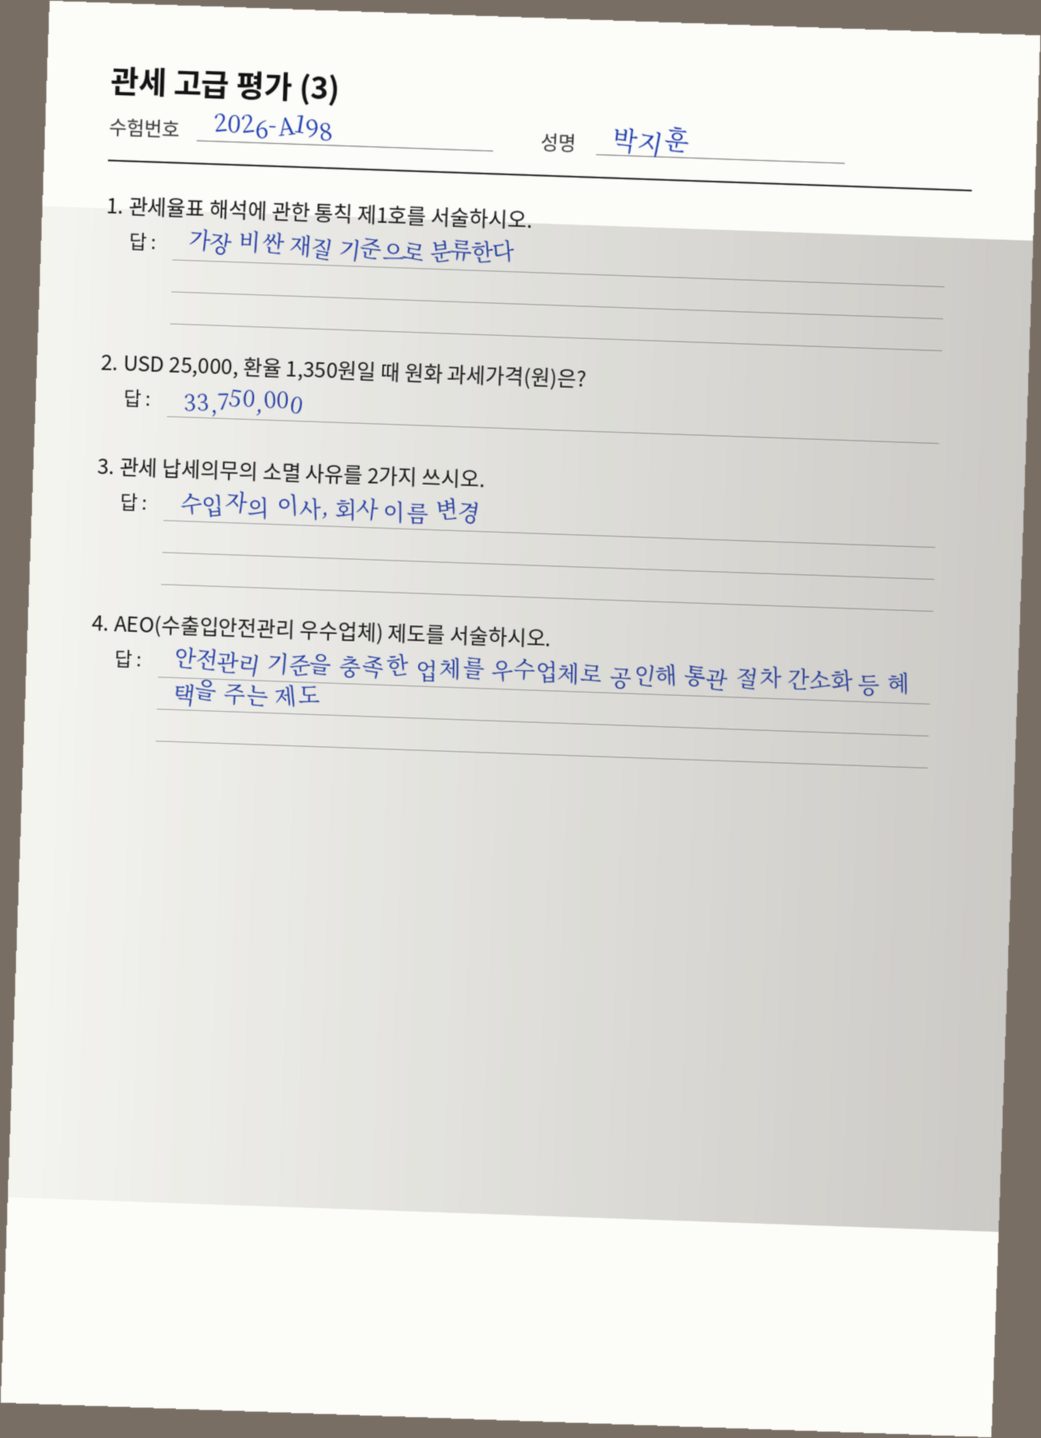 관세 고급 평가 (3)
수험번호 2026-A198 성명 박지훈
1. 관세율표 해석에 관한 통칙 제1호를 서술하시오.
답 : 가장 비싼 재질 기준으로 분류한다
2. USD 25,000, 환율 1,350원일 때 원화 과세가격(원)은?
답 : 33,750,000
3. 관세 납세의무의 소멸 사유를 2가지 쓰시오.
답 : 수입자의 이사, 회사 이름 변경
4. AEO(수출입안전관리 우수업체) 제도를 서술하시오.
답 : 안전관리 기준을 충족한 업체를 우수업체로 공인해 통관 절차 간소화 등 혜
택을 주는 제도